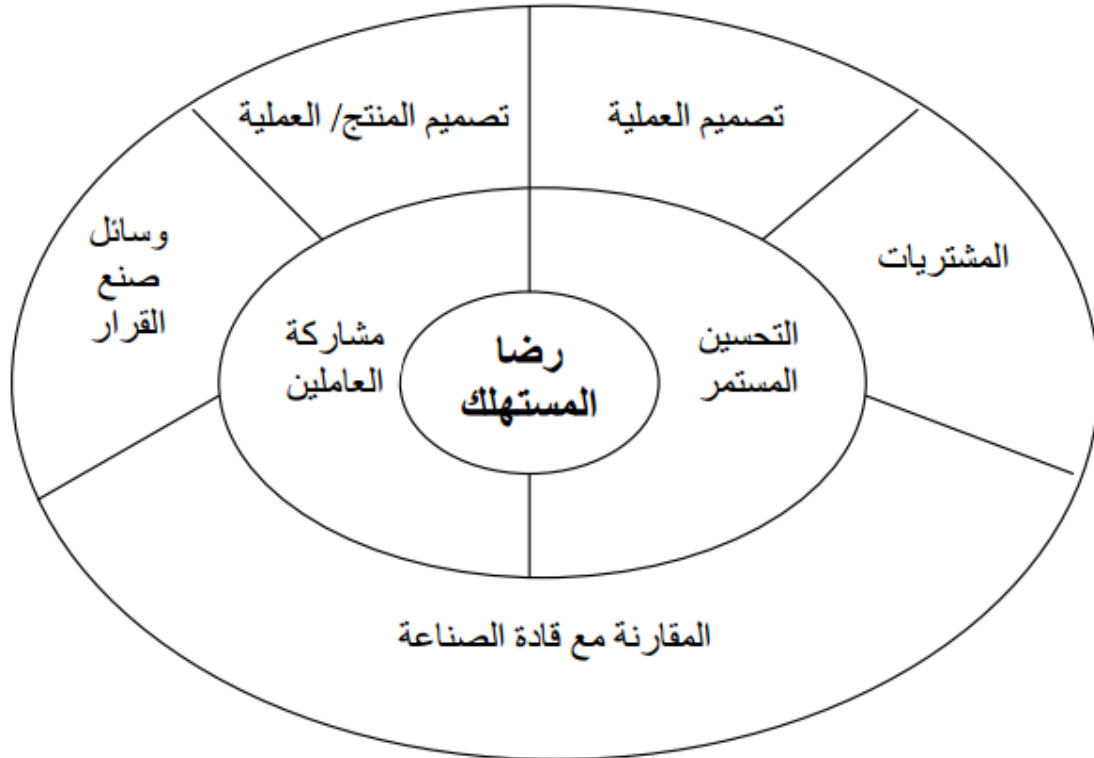 تصميم العملية
تصميم المنتج/ العملية
المشتريات
وسائل
صنع
القرار
التحسين
المستمر
رضا
المستهلك
مشاركة
العاملين
المقارنة مع قادة الصناعة